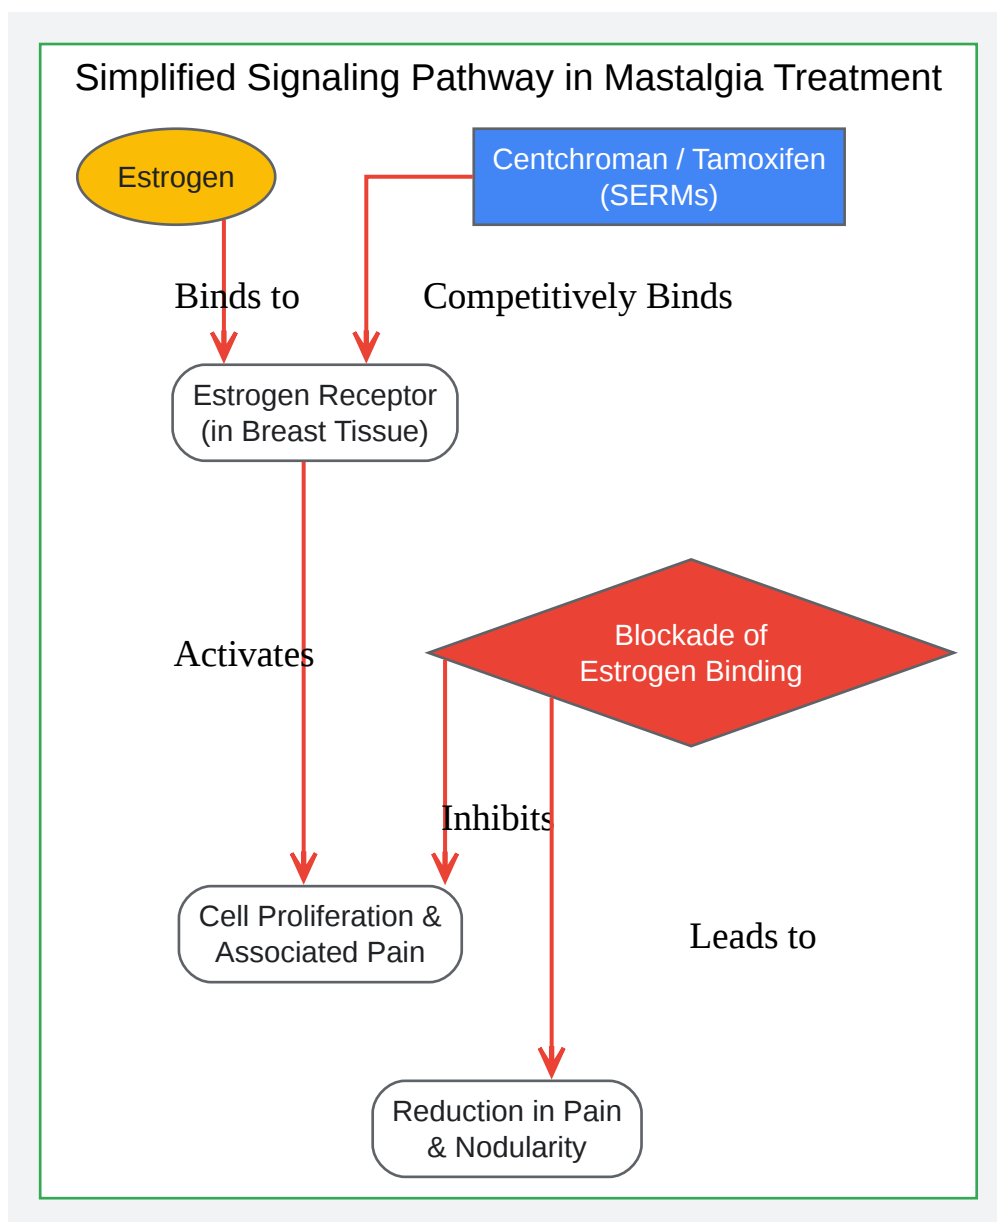 Simplified Signaling Pathway in Mastalgia Treatment
Estrogen
Centchroman / Tamoxifen
(SERMs)
Binds to
Competitively Binds
Estrogen Receptor
(in Breast Tissue)
Activates
Blockade of
Estrogen Binding
Inhibits
Cell Proliferation &
Associated Pain
Leads to
Reduction in Pain
& Nodularity